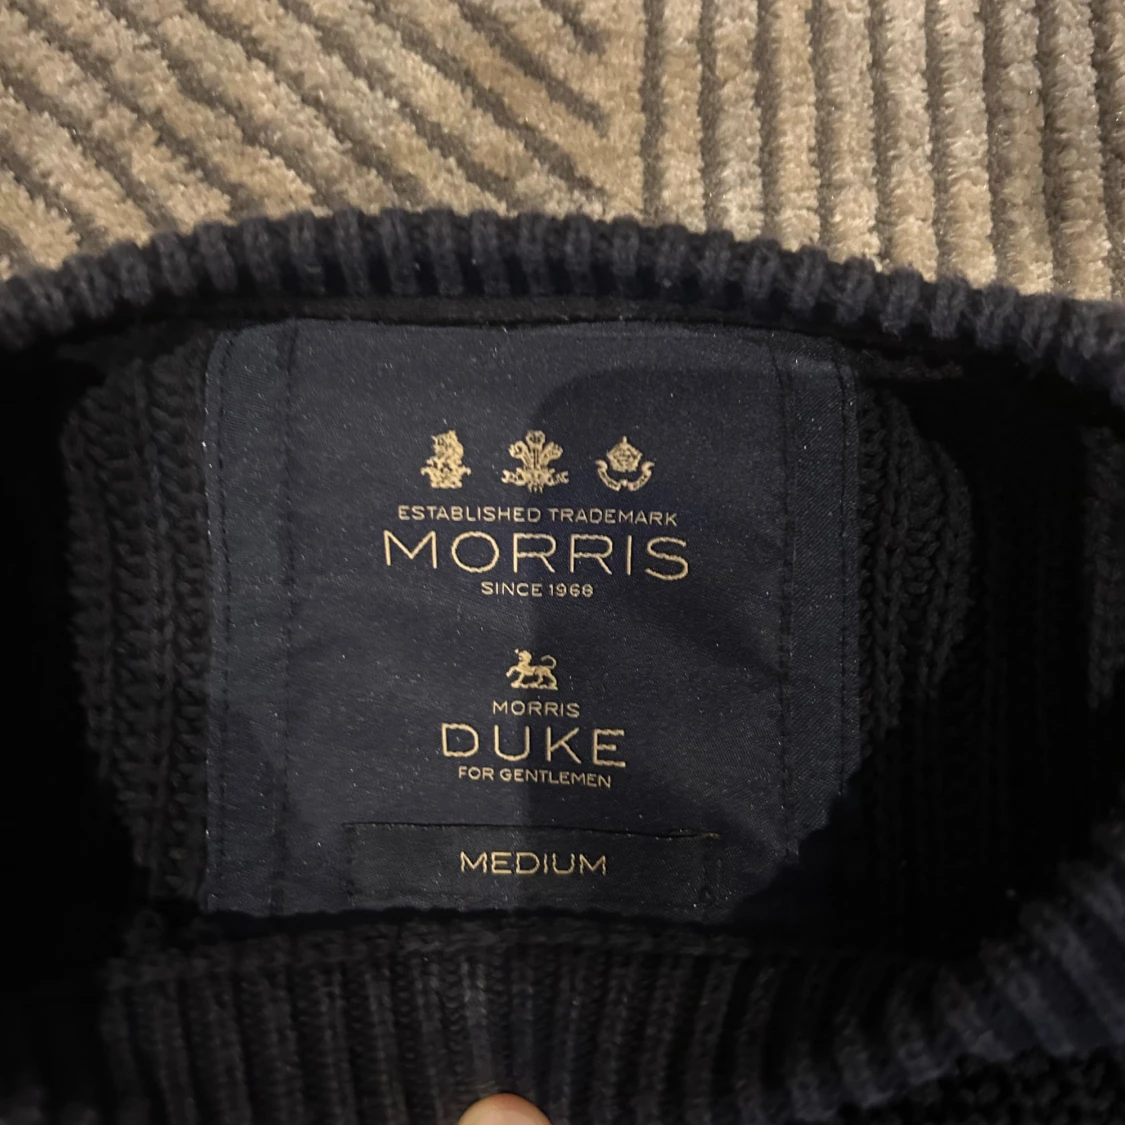 ESTABLISHED TRADEMARK
MORRIS
SINCE 1968
MORRIS
DUKE
FOR GENTLEMEN
MEDIUM